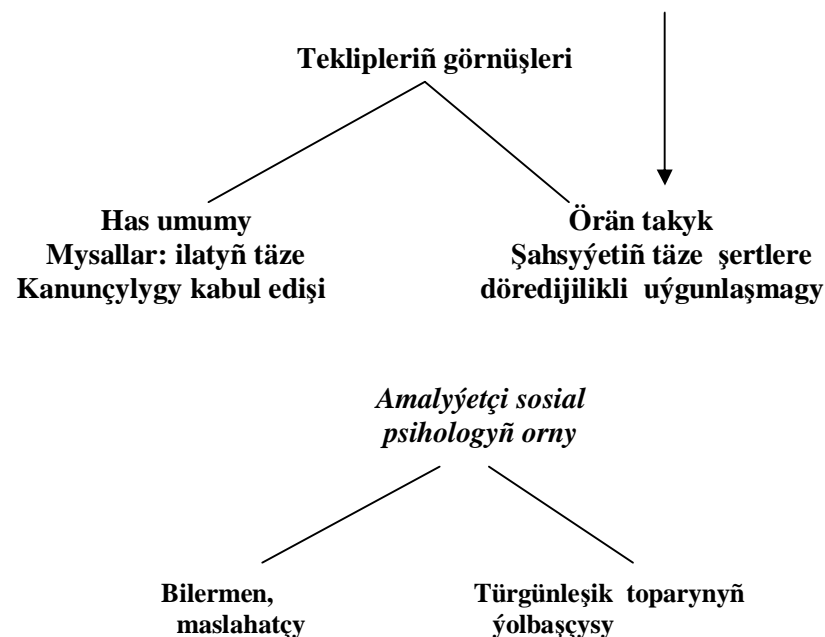 Teklipleriñ görnüşleri
Has umumy
Mysallar: ilatyñ täze
Kanunçylygy kabul edişi
Örän takyk
Şahsyýetiñ täze şertlere
döredijilikli uýgunlaşmagy
Amalyýetçi sosial
psihologyñ orny
Bilermen,
maslahatçy
Türgünleşik toparynyñ
ýolbaşçysy